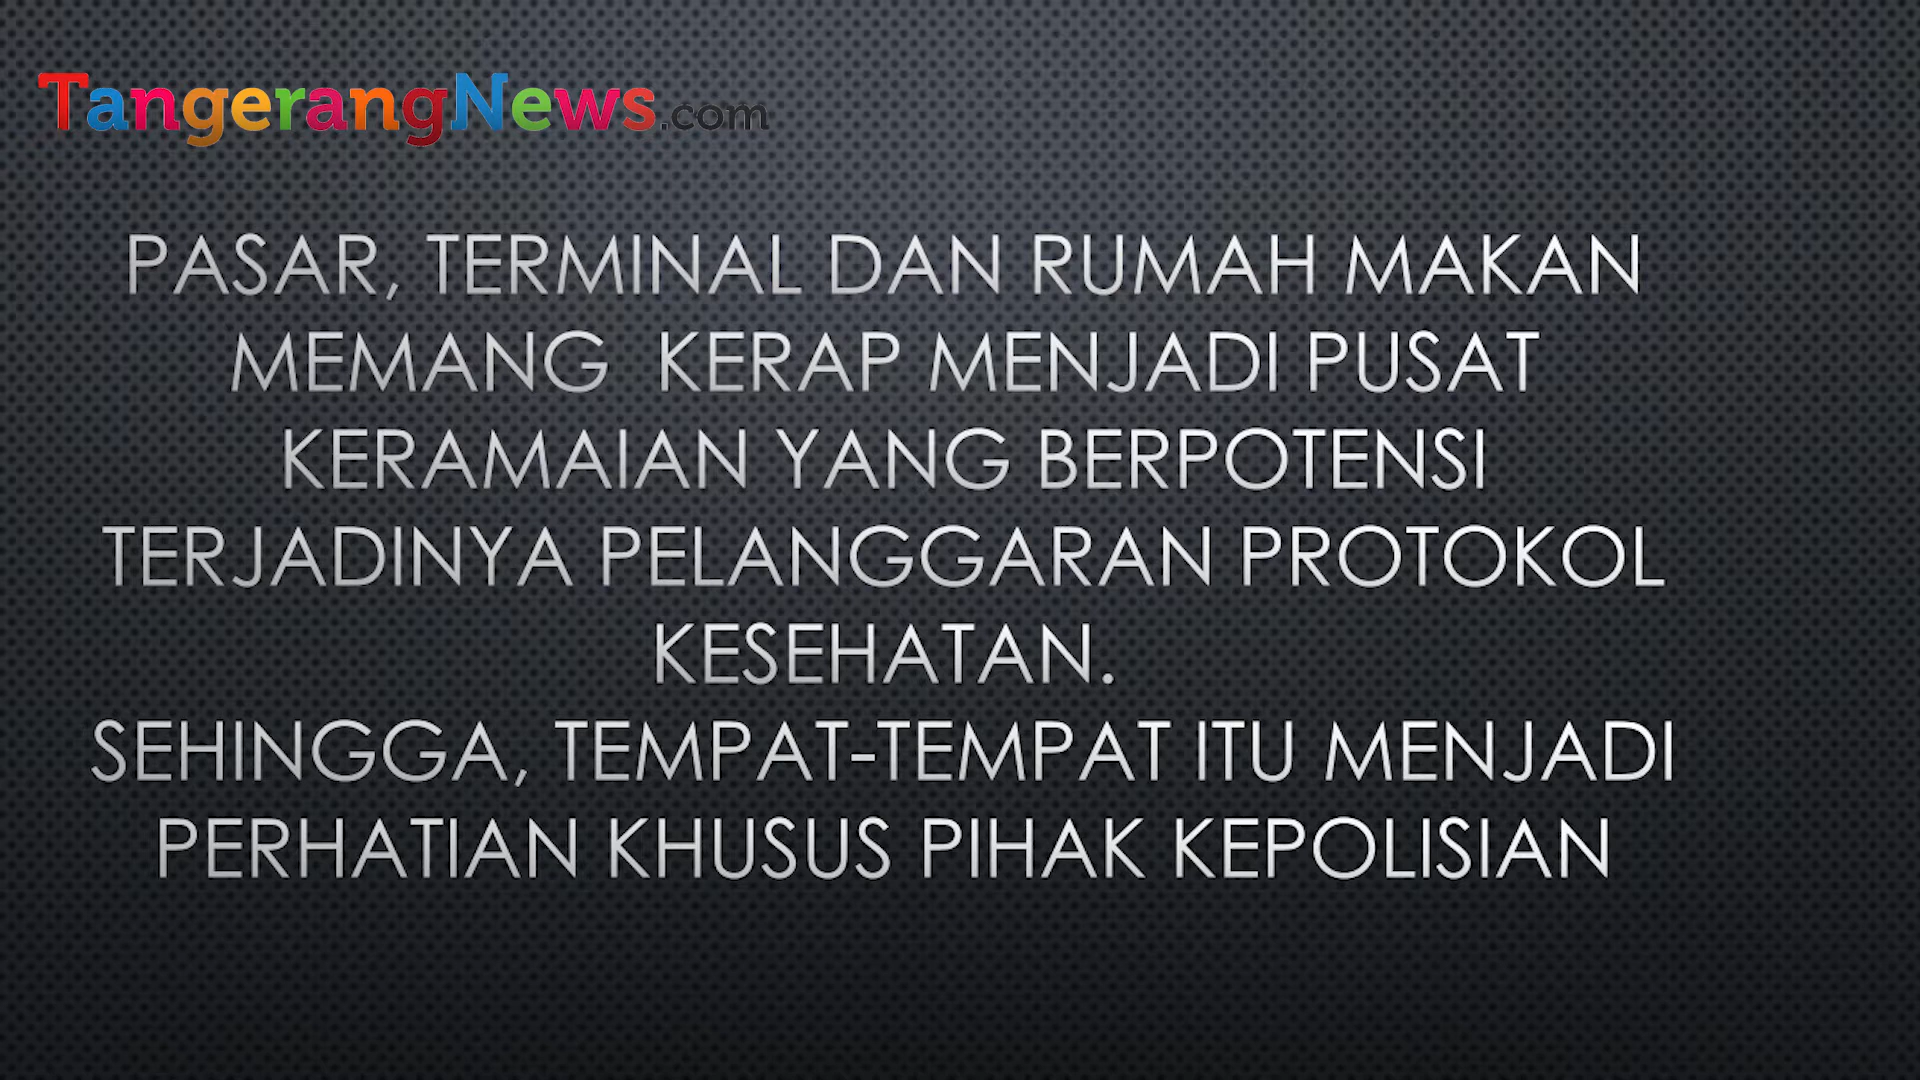 TangerangNews.com
PASAR, TERMINAL DAN RUMAH MAKAN
MEMANG KERAP MENJADI PUSAT
KERAMAIAN YANG BERPOTENSI
TERJADINYA PELANGGARAN PROTOKOL
KESEHATAN.
SEHINGGA, TEMPAT-TEMPAT ITU MENJADI
PERHATIAN KHUSUS PIHAK KEPOLISIAN